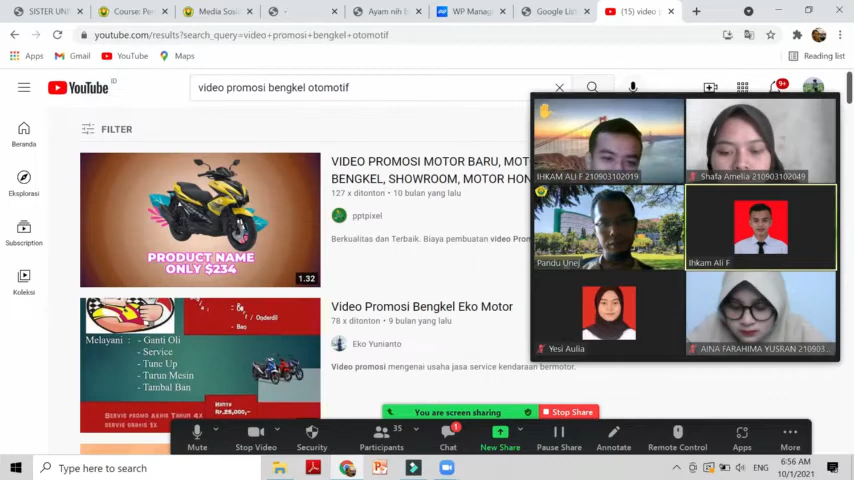 SISTER UN
Course: Pe
Media Sosi
-
Ayam nih b
WP Manag
Google List
(15) video
youtube.com/results?search_query=video+promosi+bengkel+otomotif
Apps
Gmail
YouTube
Maps
Reading list
YouTube ID
video promosi bengkel otomotif
9+
FILTER
Beranda
Eksplorasi
Subscription
Koleksi
VIDEO PROMOSI MOTOR BARU, MOT
BENGKEL, SHOWROOM, MOTOR HON
127 x ditonton • 10 bulan yang lalu
pptpixel
Berkualitas dan Terbaik. Biaya pembuatan video Pro
PRODUCT NAME
ONLY $234
1.32
Video Promosi Bengkel Eko Motor
78 x ditonton • 9 bulan yang lalu
Eko Yunianto
Video promosi mengenai usaha jasa service kendaraan bermotor.
Melayani : - Ganti Oli
- Service
- Tune Up
- Turun Mesin
- Tambal Ban
Rp.25.000,-
IHKAM ALI F 210903102019
Shafa Amelia 210903102049
Pandu Unej
Ihkam Ali F
Yesi Aulia
AINA FARAHIMA YUSRAN 210903...
You are screen sharing
Stop Share
Mute
Stop Video
Security
Participants
35
Chat
1
New Share
Pause Share
Annotate
Remote Control
Apps
More
Type here to search
ENG
6:56 AM
10/1/2021